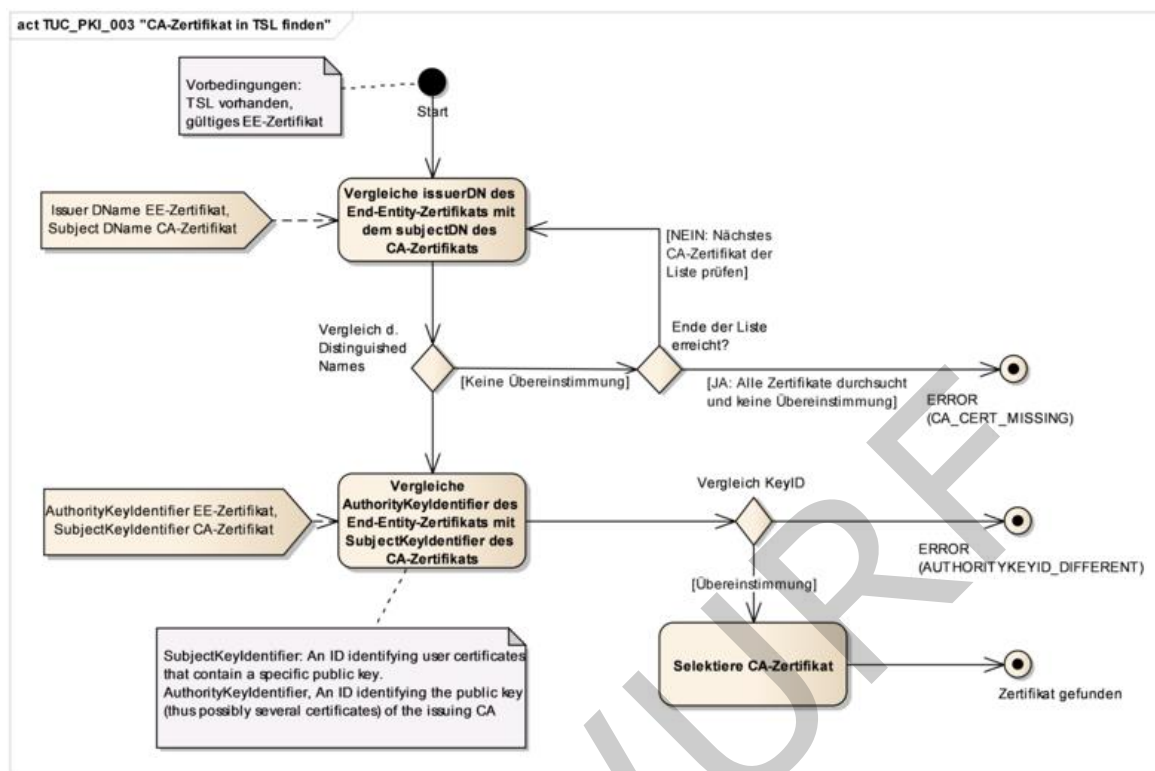 act TUC_PKI_003 "CA-Zertifikat in TSL finden"
Vorbedingungen:
TSL vorhanden,
gültiges EE-Zertifikat
Start
Issuer DName EE-Zertifikat,
Subject DName CA-Zertifikat
Vergleiche issuerDN des
End-Entity-Zertifikats mit
dem subjectDN des
CA-Zertifikats
[NEIN: Nächstes
CA-Zertifikat der
Liste prüfen]
Vergleich d.
Distinguished
Names
[Keine Übereinstimmung]
Ende der Liste
erreicht?
[JA: Alle Zertifikate durchsucht
und keine Übereinstimmung]
ERROR
(CA_CERT_MISSING)
AuthorityKeyIdentifier EE-Zertifikat,
SubjectKeyIdentifier CA-Zertifikat
Vergleiche
AuthorityKeyIdentifier des
End-Entity-Zertifikats mit
SubjectKeyIdentifier des
CA-Zertifikats
Vergleich KeyID
ERROR
(AUTHORITYKEYID_DIFFERENT)
[Übereinstimmung]
Selektiere CA-Zertifikat
Zertifikat gefunden
SubjectKeyIdentifier: An ID identifying user certificates
that contain a specific public key.
AuthorityKeyIdentifier, An ID identifying the public key
(thus possibly several certificates) of the issuing CA